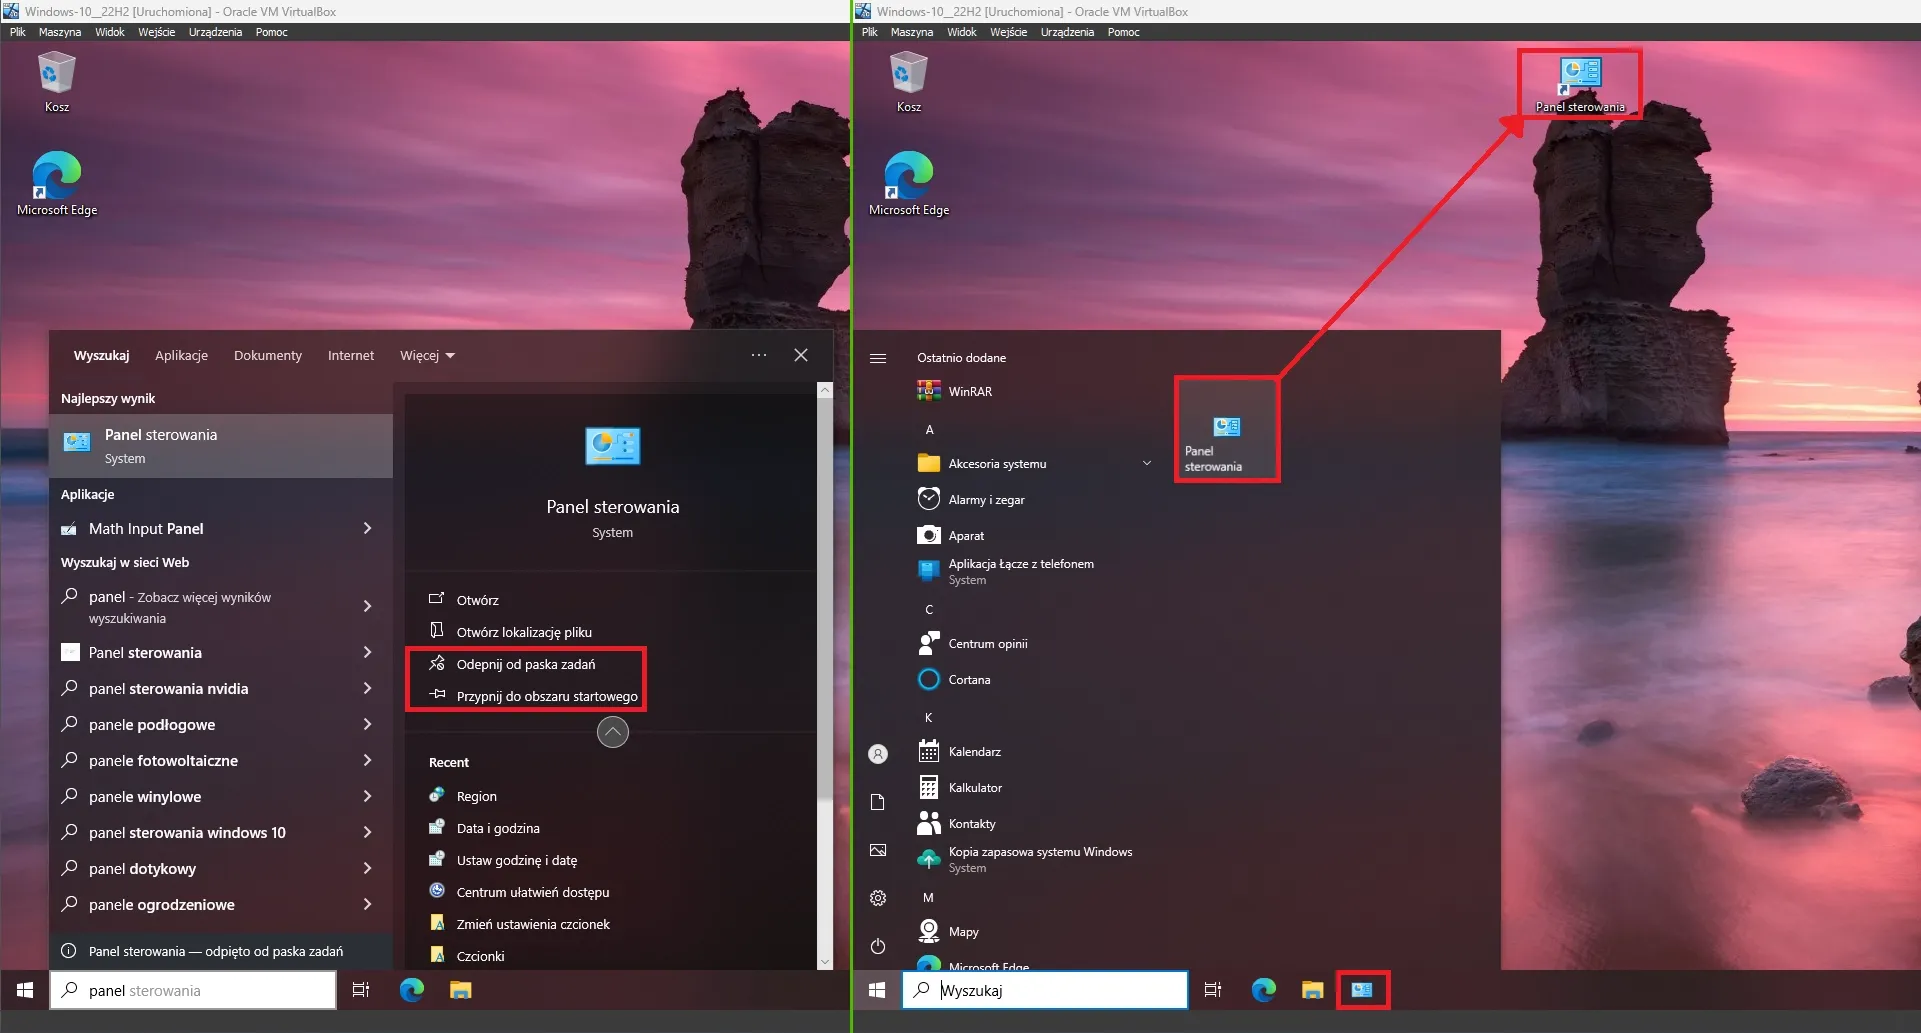 Windows-10__22H2 [Uruchomiona] - Oracle VM VirtualBox
Plik Maszyna Widok Wejście Urządzenia Pomoc
Kosz
Microsoft Edge
Wyszukaj Aplikacje Dokumenty Internet Więcej
Najlepszy wynik
Panel sterowania
System
Aplikacje
Math Input Panel
Wyszukaj w sieci Web
panel - Zobacz więcej wyników
wyszukiwania
Panel sterowania
panel sterowania nvidia
panele podłogowe
panele fotowoltaiczne
panele winylowe
panel sterowania windows 10
panel dotykowy
panele ogrodzeniowe
Panel sterowania — odpięto od paska zadań
Panel sterowania
System
Otwórz
Otwórz lokalizację pliku
Odepnij od paska zadań
Przypnij do obszaru startowego
Recent
Region
Data i godzina
Ustaw godzinę i datę
Centrum ułatwień dostępu
Zmień ustawienia czcionek
Czcionki
panel sterowania
Windows-10__22H2 [Uruchomiona] - Oracle VM VirtualBox
Plik Maszyna Widok Wejście Urządzenia Pomoc
Kosz
Microsoft Edge
Panel sterowania
Ostatnio dodane
WinRAR
A
Akcesoria systemu
Alarmy i zegar
Aparat
Aplikacja Łącze z telefonem
System
C
Centrum opinii
Cortana
K
Kalendarz
Kalkulator
Kontakty
Kopia zapasowa systemu Windows
System
M
Mapy
Microsoft Edge
Panel
sterowania
Wyszukaj